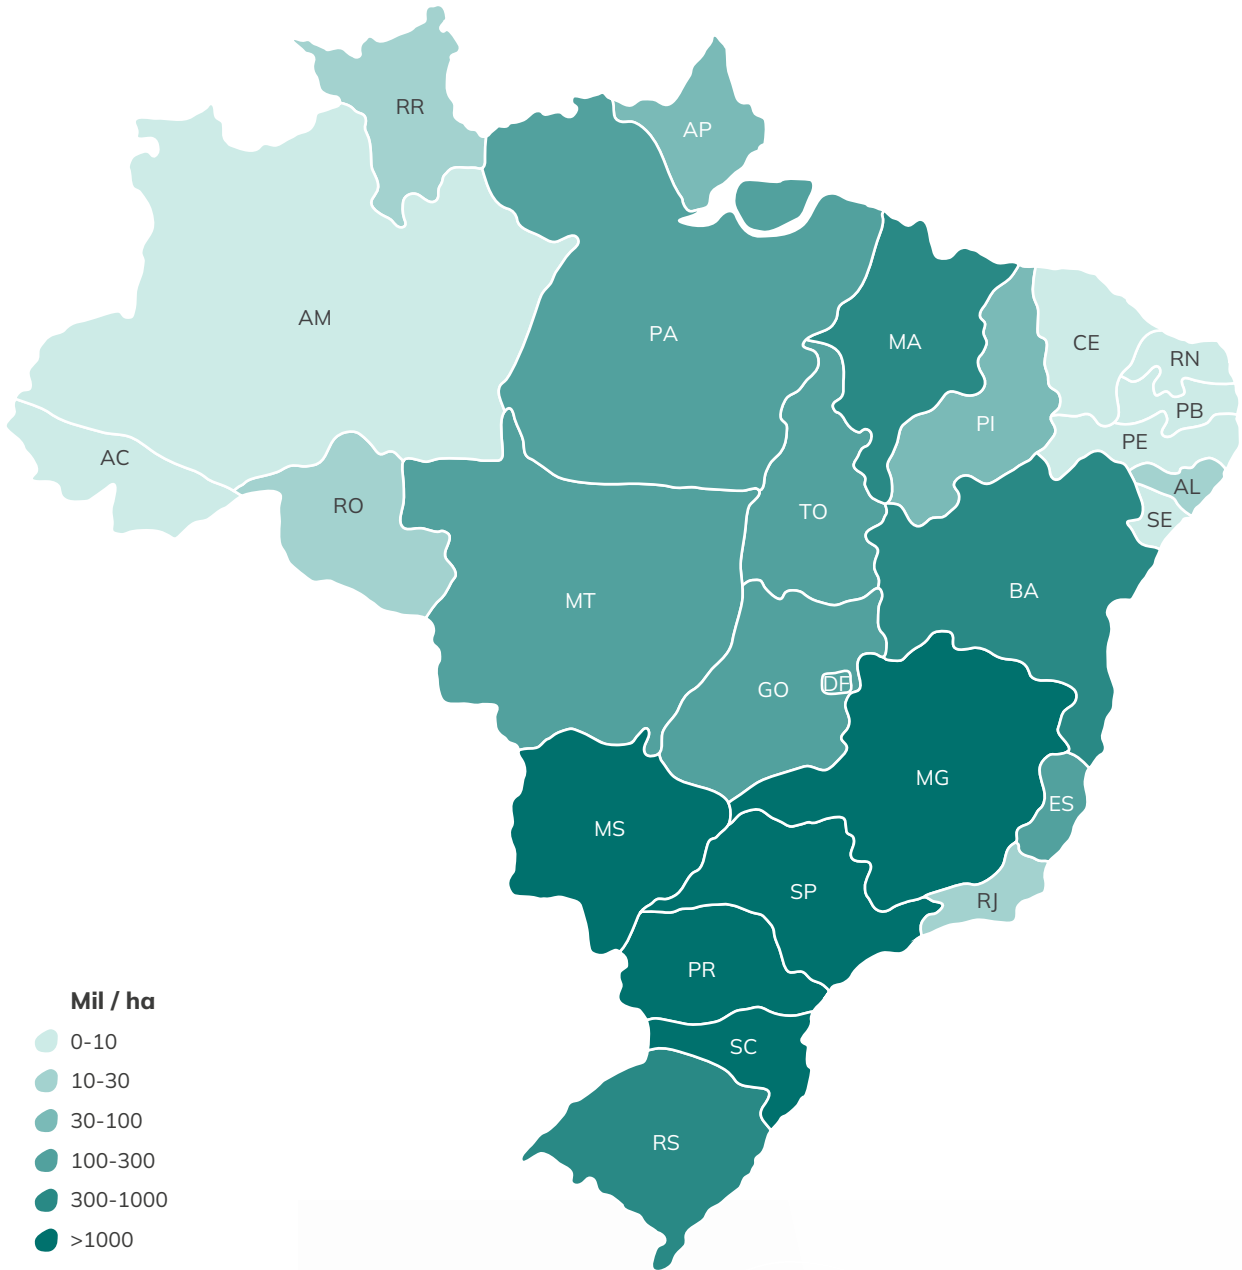 RR
AP
AM
PA
MA
CE
RN
PB
PI
PE
AC
AL
RO
TO
SE
BA
MT
DF
GO
MG
ES
MS
SP
RJ
PR
SC
RS
Mil / ha
0-10
10-30
30-100
100-300
300-1000
>1000